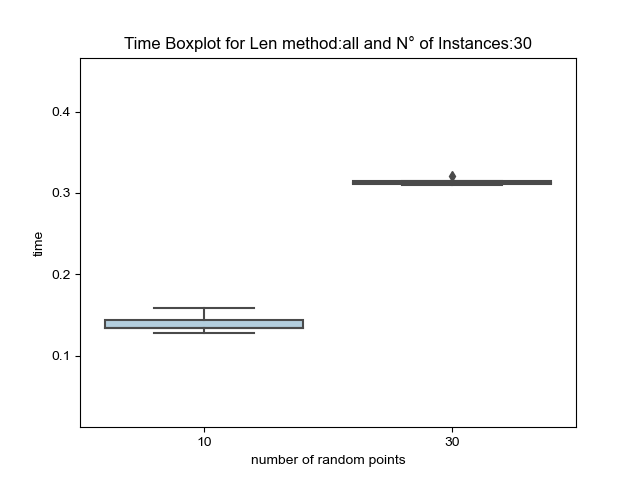 Time Boxplot for Len method:all and N° of Instances:30
0.4
0.3
0.2
0.1
time
10
30
number of random points